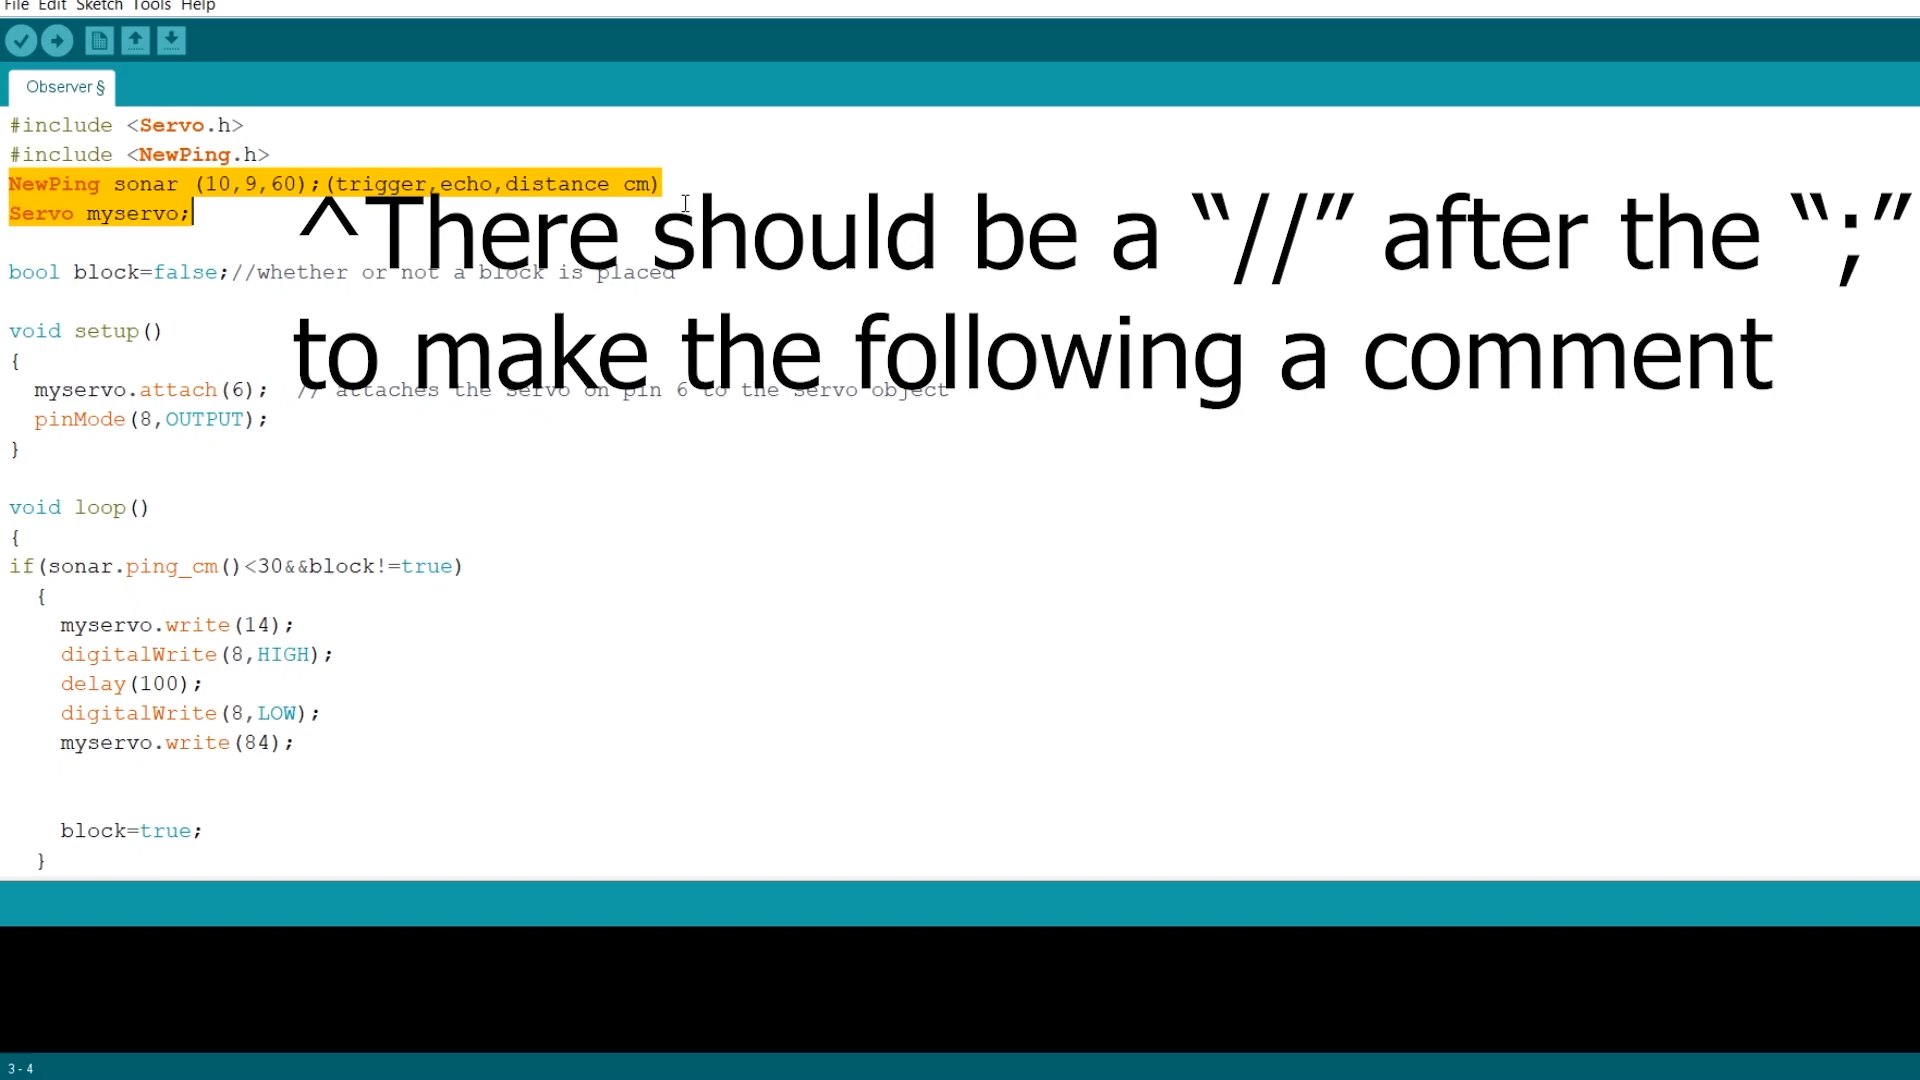 File Edit Sketch Tools Help
Observer §
#include <Servo.h>
#include <NewPing.h>
NewPing sonar (10,9,60);(trigger,echo,distance cm)
Servo myservo;
^There should be a “//” after the “;”
bool block=false;//whether or not a block is placed
void setup()
to make the following a comment
{
myservo.attach(6);  // attaches the servo on pin 6 to the servo object
pinMode(8,OUTPUT);
}
void loop()
{
if(sonar.ping_cm()<30&&block!=true)
{
myservo.write(14);
digitalWrite(8,HIGH);
delay(100);
digitalWrite(8,LOW);
myservo.write(84);
block=true;
}
3 - 4